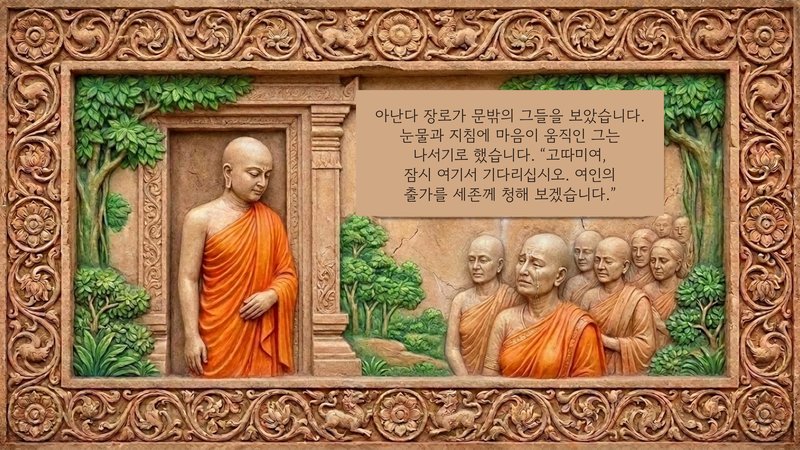 아난다 장로가 문밖의 그들을 보았습니다.
눈물과 지침에 마음이 움직인 그는
나서기로 했습니다. “고따미여,
잠시 여기서 기다리십시오. 여인의
출가를 세존께 청해 보겠습니다.”